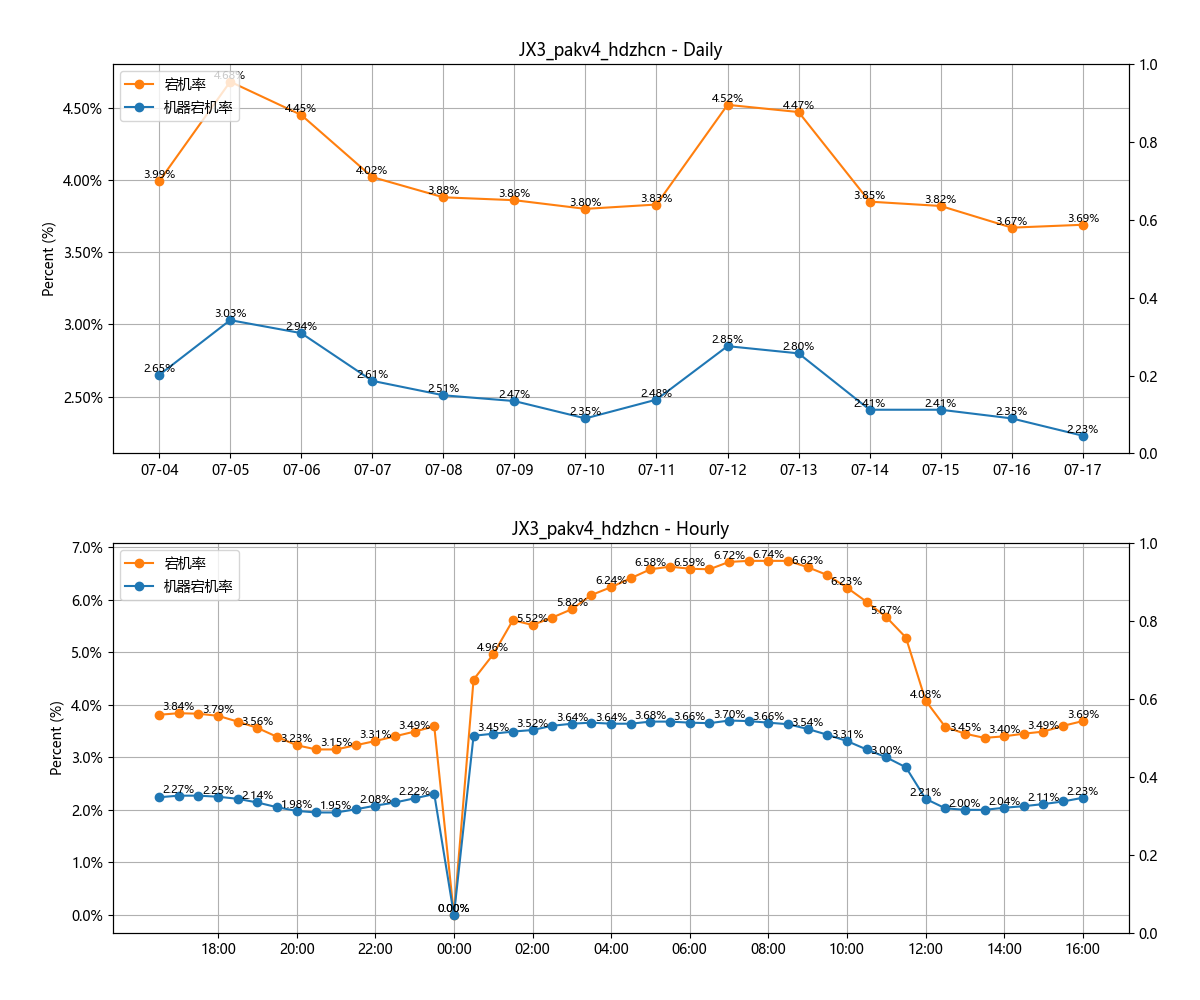 JX3_pakv4_hdzhcn - Daily
宕机率
机器宕机率
Percent (%)
4.50%
4.00%
3.50%
3.00%
2.50%
1.0
0.8
0.6
0.4
0.2
0.0
3.99% 4.68% 4.45% 4.02% 3.88% 3.86% 3.80% 3.83% 4.52% 4.47% 3.85% 3.82% 3.67% 3.69%
2.65% 3.03% 2.94% 2.61% 2.51% 2.47% 2.35% 2.48% 2.85% 2.80% 2.41% 2.41% 2.35% 2.23%
07-04 07-05 07-06 07-07 07-08 07-09 07-10 07-11 07-12 07-13 07-14 07-15 07-16 07-17
JX3_pakv4_hdzhcn - Hourly
宕机率
机器宕机率
Percent (%)
7.0%
6.0%
5.0%
4.0%
3.0%
2.0%
1.0%
0.0%
1.0
0.8
0.6
0.4
0.2
0.0
3.84% 3.79% 3.56% 3.23% 3.15% 3.31% 3.49% 0.00% 4.96% 5.52% 5.82% 6.24% 6.58% 6.59% 6.72% 6.74% 6.62% 6.23% 5.67% 4.08% 3.45% 3.40% 3.49% 3.69%
2.27% 2.25% 2.14% 1.98% 1.95% 2.08% 2.22% 0.00% 3.45% 3.52% 3.64% 3.64% 3.68% 3.66% 3.70% 3.66% 3.54% 3.31% 3.00% 2.21% 2.00% 2.04% 2.11% 2.23%
18:00 20:00 22:00 00:00 02:00 04:00 06:00 08:00 10:00 12:00 14:00 16:00